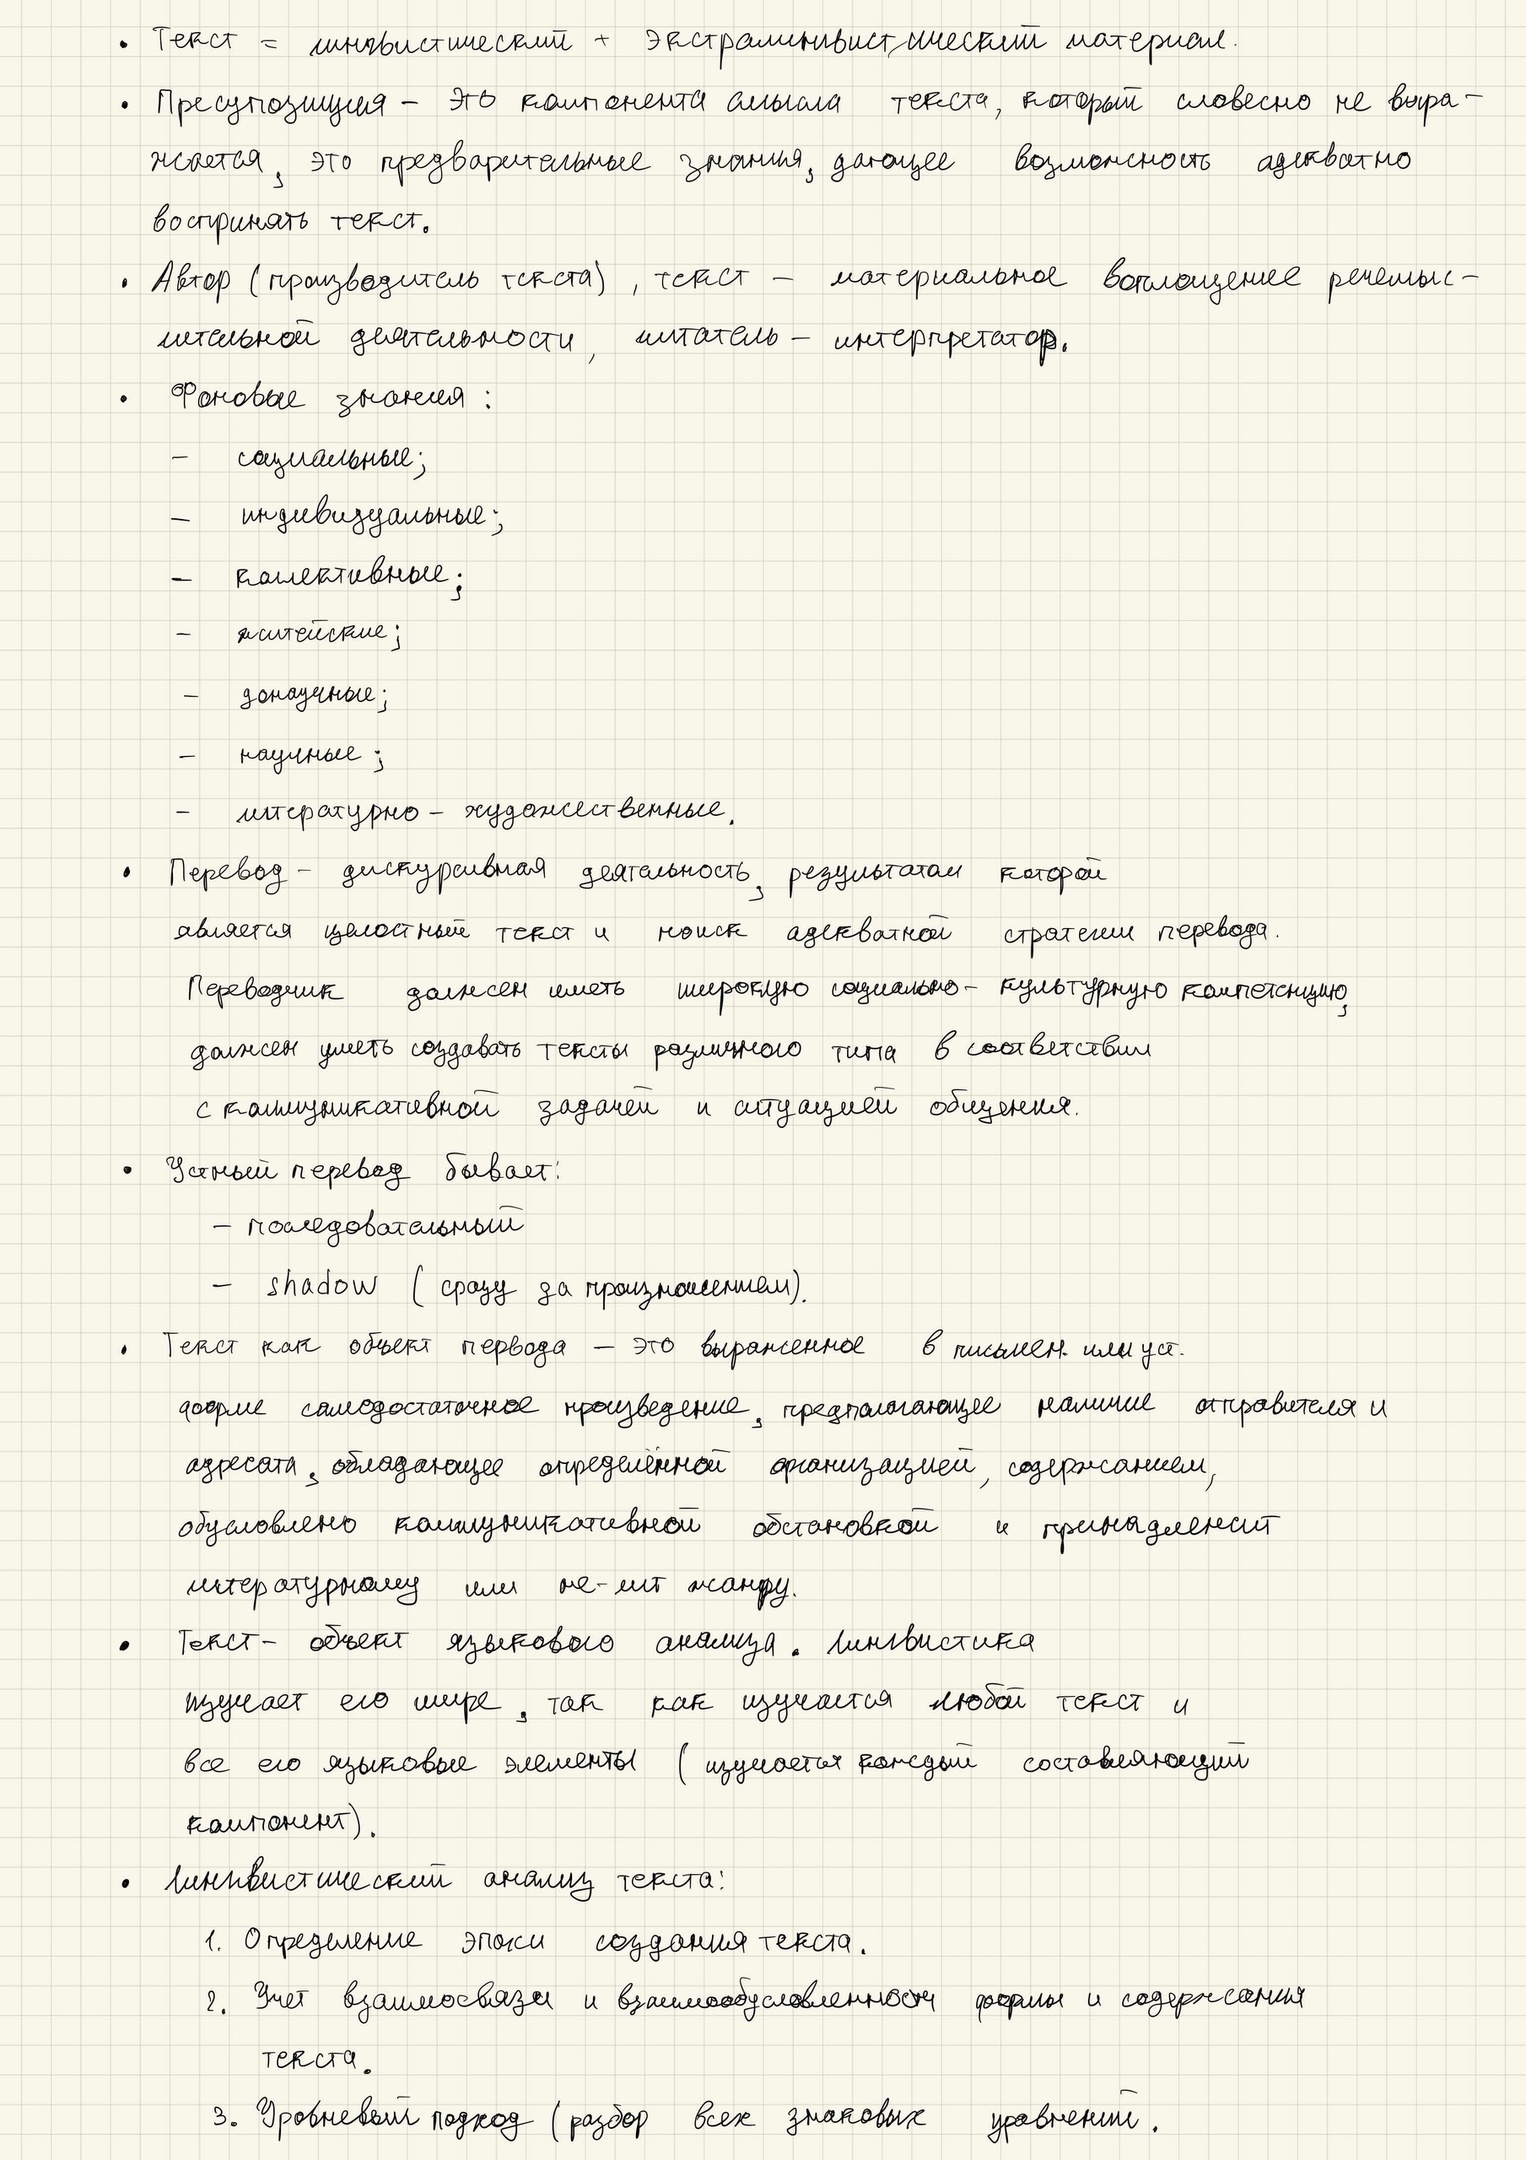 • Текст = лингвистический + экстралингвистический материал.
• Пресупозиция – это компонента смысла текста, который словесно не выра-
жается, это предварительные знания, дающее возможность адекватно
воспринять текст.
• Автор (производитель текста), текст – материальное воплощение речемыс-
лительной деятельности, читатель – интерпретатор.
• Фоновые знания:
– социальные;
– индивизуальные;
– коллективные;
– житейские;
– донаучные;
– научные;
– литературно – художественные.
• Перевод – дискурсивная деятельность, результатом которой
является целостный текст и поиск адекватной стратегии перевода.
Переводчик должен иметь широкую социально – культурную компетенцию,
должен уметь создавать тексты различного типа в соответствии
с коммуникативной задачей и ситуацией общения.
• Устный перевод бывает:
– последовательный
– shadow (сразу за произношением).
• Текст как объект первода – это выраженное в письмен. или уст.
форме самодостаточное произведение, предполагающее наличие отправителя и
адресата, обладающее определённой организацией, содержанием,
обусловлено коммуникативной обстановкой и принадлежит
литературному или не-лит жанру.
• Текст – объект языкового анализа. Лингвистика
изучает его шире, так как изучается любой текст и
все его языковые элементы (изучается каждый составляющий
компонент).
• Лингвистический анализ текста:
1. Определение эпохи создания текста.
2. Учет взаимосвязи и взаимообусловленности формы и содержания
текста.
3. Уровневый подход (разбор всех знаковых уравнений.